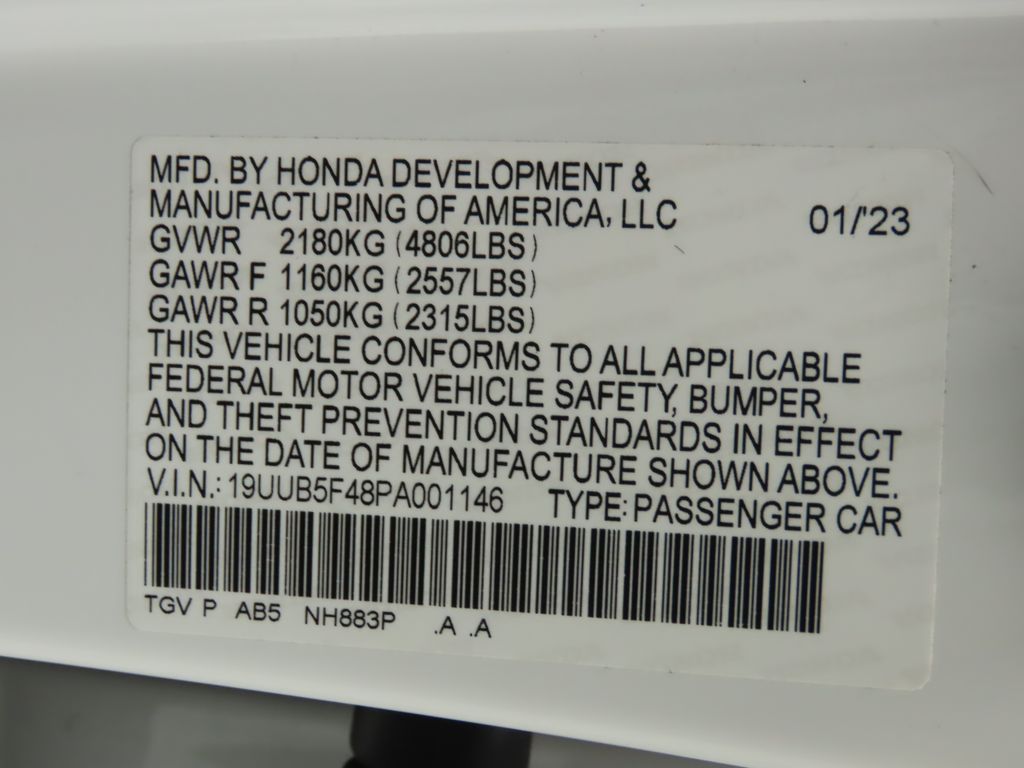 MFD. BY HONDA DEVELOPMENT &
MANUFACTURING OF AMERICA, LLC 01/'23
GVWR 2180KG (4806LBS)
GAWR F 1160KG (2557LBS)
GAWR R 1050KG (2315LBS)
THIS VEHICLE CONFORMS TO ALL APPLICABLE
FEDERAL MOTOR VEHICLE SAFETY, BUMPER,
AND THEFT PREVENTION STANDARDS IN EFFECT
ON THE DATE OF MANUFACTURE SHOWN ABOVE.
V.I.N.: 19UUB5F48PA001146 TYPE: PASSENGER CAR
TGV P AB5 NH883P .A .A